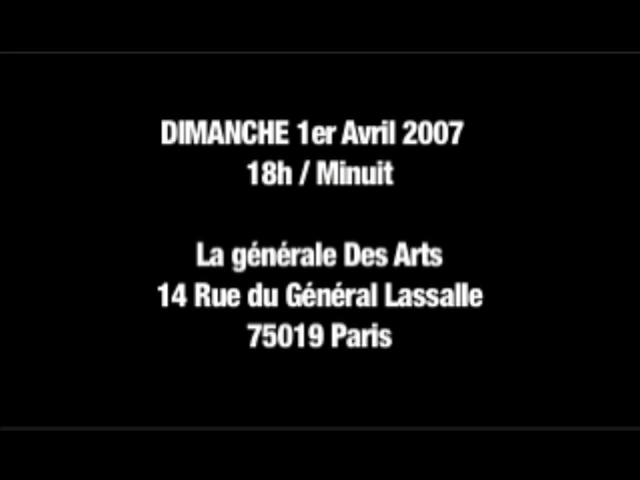 DIMANCHE 1er Avril 2007
18h / Minuit
La générale Des Arts
14 Rue du Général Lassalle
75019 Paris